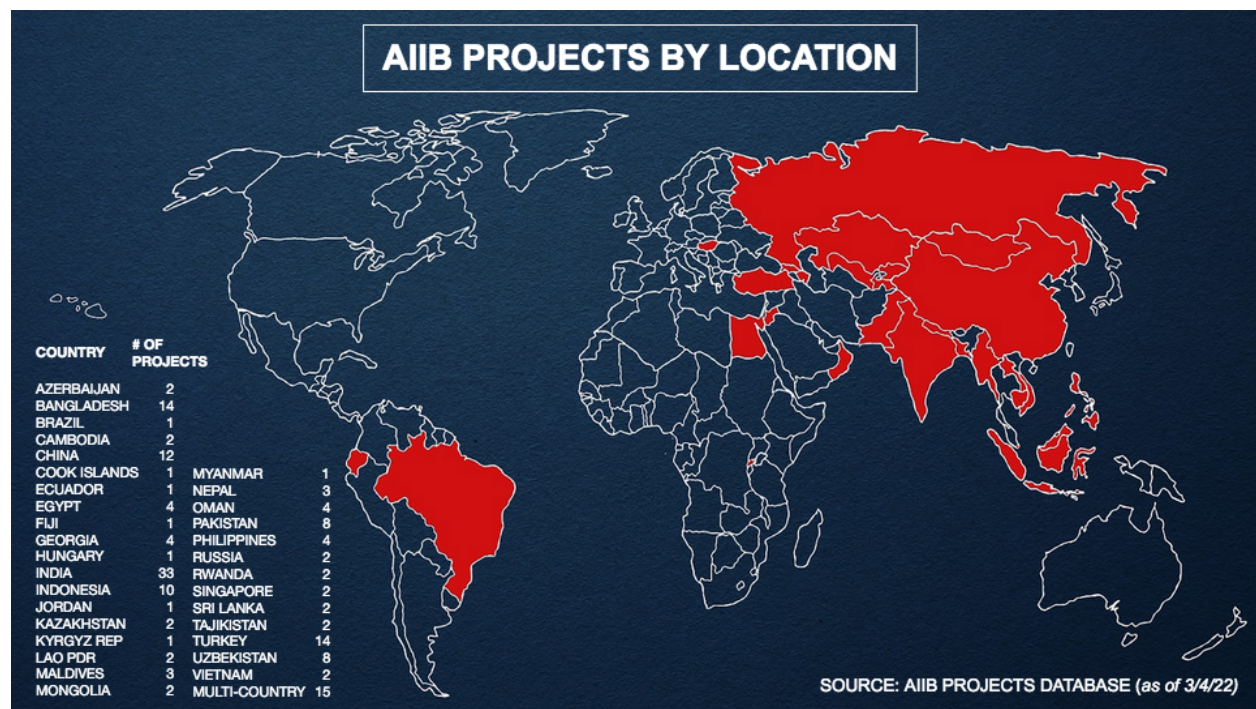 AIIB PROJECTS BY LOCATION
COUNTRY # OF PROJECTS
AZERBAIJAN 2
BANGLADESH 14
BRAZIL 1
CAMBODIA 2
CHINA 12
COOK ISLANDS 1
ECUADOR 1
EGYPT 4
FIJI 1
GEORGIA 4
HUNGARY 1
INDIA 33
INDONESIA 10
JORDAN 1
KAZAKHSTAN 2
KYRGYZ REP 1
LAO PDR 2
MALDIVES 3
MONGOLIA 2
MYANMAR 1
NEPAL 3
OMAN 4
PAKISTAN 8
PHILIPPINES 4
RUSSIA 2
RWANDA 2
SINGAPORE 2
SRI LANKA 2
TAJIKISTAN 2
TURKEY 14
UZBEKISTAN 8
VIETNAM 2
MULTI-COUNTRY 15
SOURCE: AIIB PROJECTS DATABASE (as of 3/4/22)